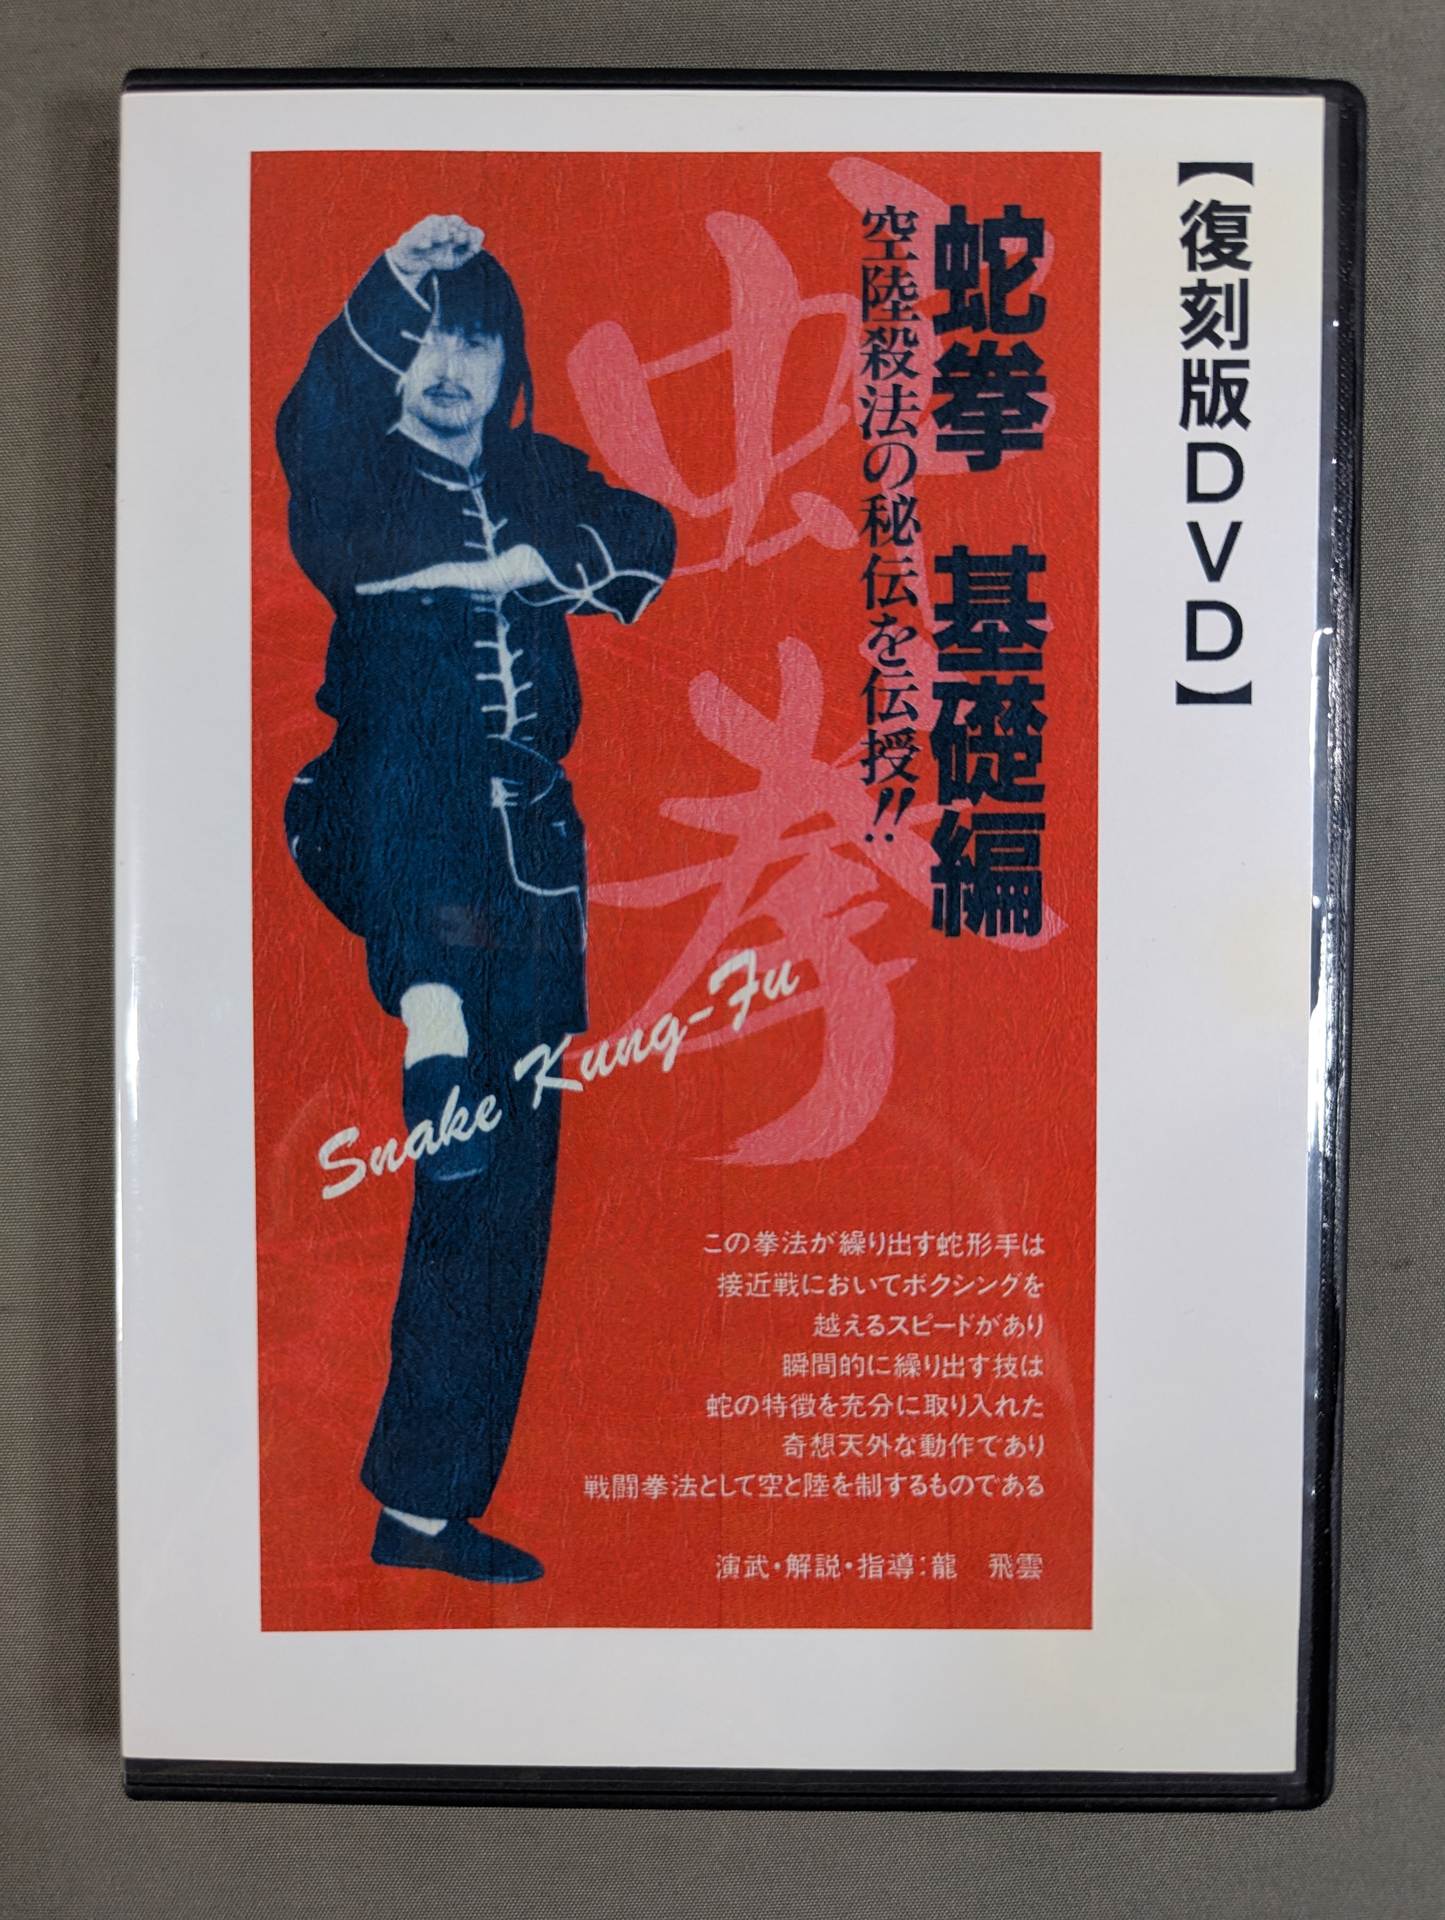 【復刻版DVD】
蛇拳 基礎編
空陸殺法の秘伝を伝授!!
蛇拳
Snake Kung-Fu
この拳法が繰り出す蛇形手は
接近戦においてボクシングを
越えるスピードがあり
瞬間的に繰り出す技は
蛇の特徴を充分に取り入れた
奇想天外な動作であり
戦闘拳法として空と陸を制するものである
演武・解説・指導:龍 飛雲